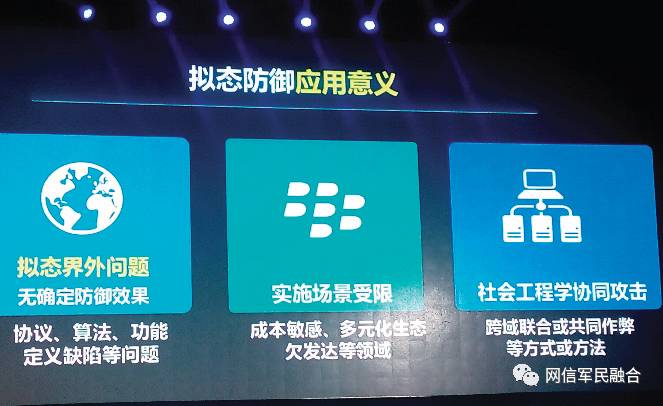 拟态防御应用意义
拟态界外问题
无确定防御效果
协议、算法、功能
定义缺陷等问题
实施场景受限
成本敏感、多元化生态
欠发达等领域
社会工程学协同攻击
跨域联合或共同作弊
等方式或方法
网信军民融合